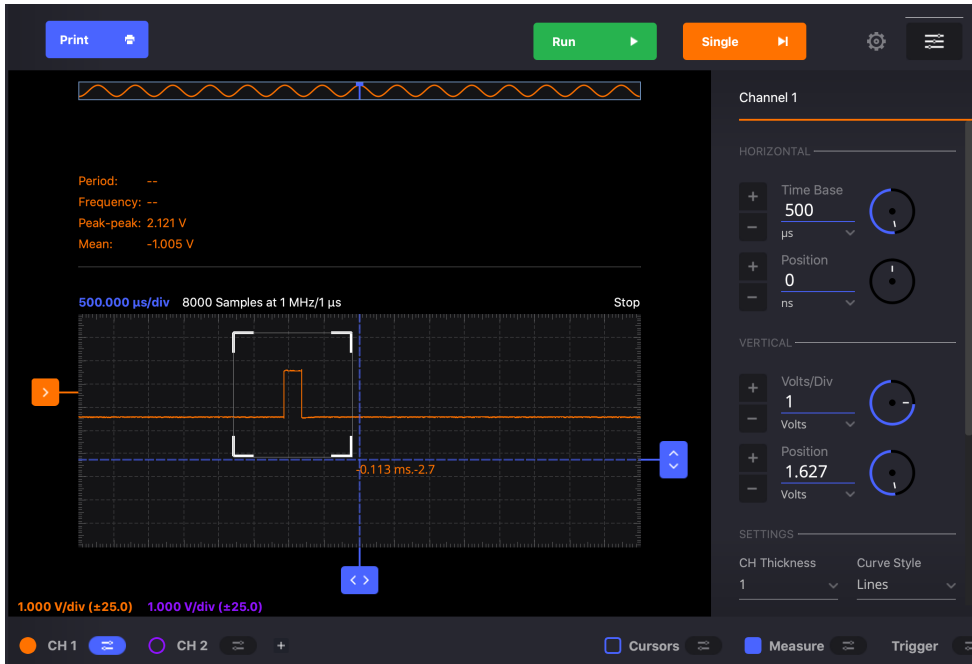 Print
Run
Single
Channel 1
HORIZONTAL
Time Base
500
µs
Position
0
ns
VERTICAL
Volts/Div
1
Volts
Position
1.627
Volts
SETTINGS
CH Thickness Curve Style
1 Lines
Period: --
Frequency: --
Peak-peak: 2.121 V
Mean: -1.005 V
500.000 µs/div 8000 Samples at 1 MHz/1 µs Stop
-0.113 ms.-2.7
1.000 V/div (±25.0) 1.000 V/div (±25.0)
CH 1 CH 2 + Cursors Measure Trigger